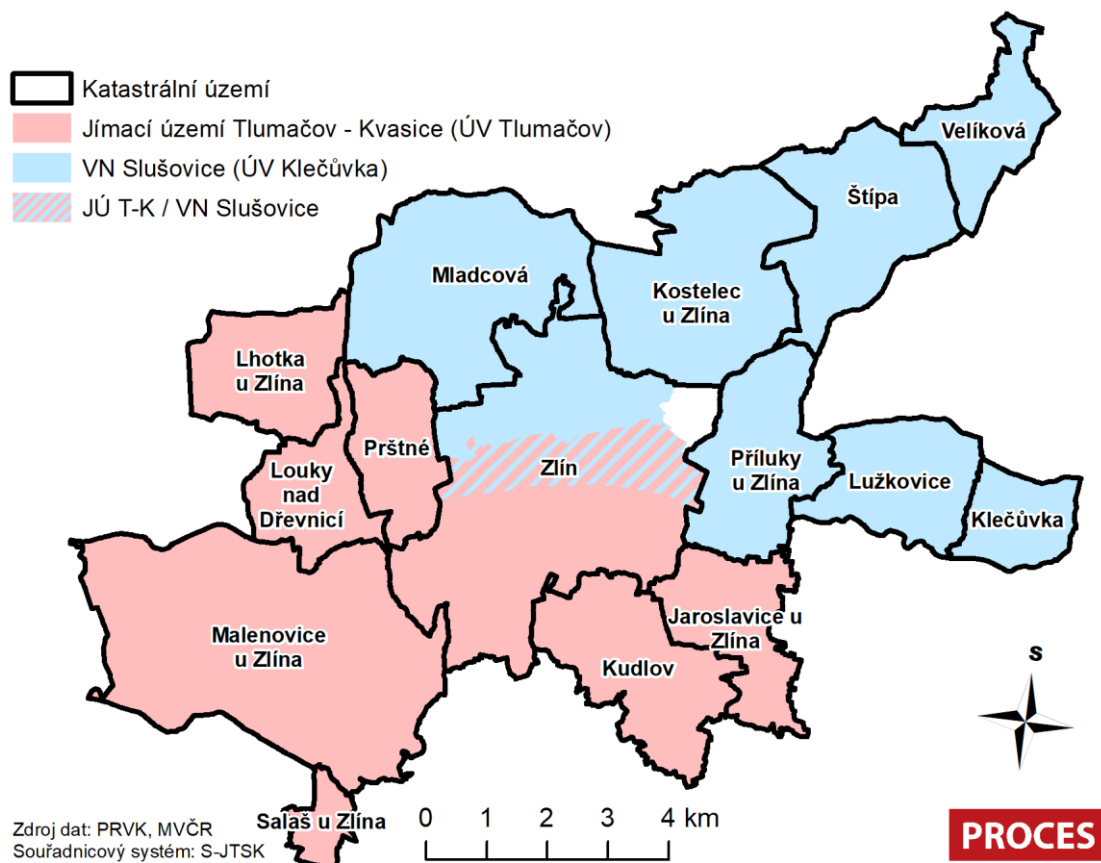 Katastrální území
Jímací území Tlumačov - Kvasice (ÚV Tlumačov)
VN Slušovice (ÚV Klečůvka)
JÚ T-K / VN Slušovice
Velíková
Štípa
Mladcová
Kostelec
u Zlína
Lhotka
u Zlína
Prštné
Zlín
Louky
nad
Dřevnicí
Příluky
u Zlína
Lužkovice
Klečůvka
Malenovice
u Zlína
Jaroslavice u
Zlína
Kudlov
Salaš u Zlína
S
0 1 2 3 4 km
Zdroj dat: PRVK, MVČR
Souřadnicový systém: S-JTSK
PROCES